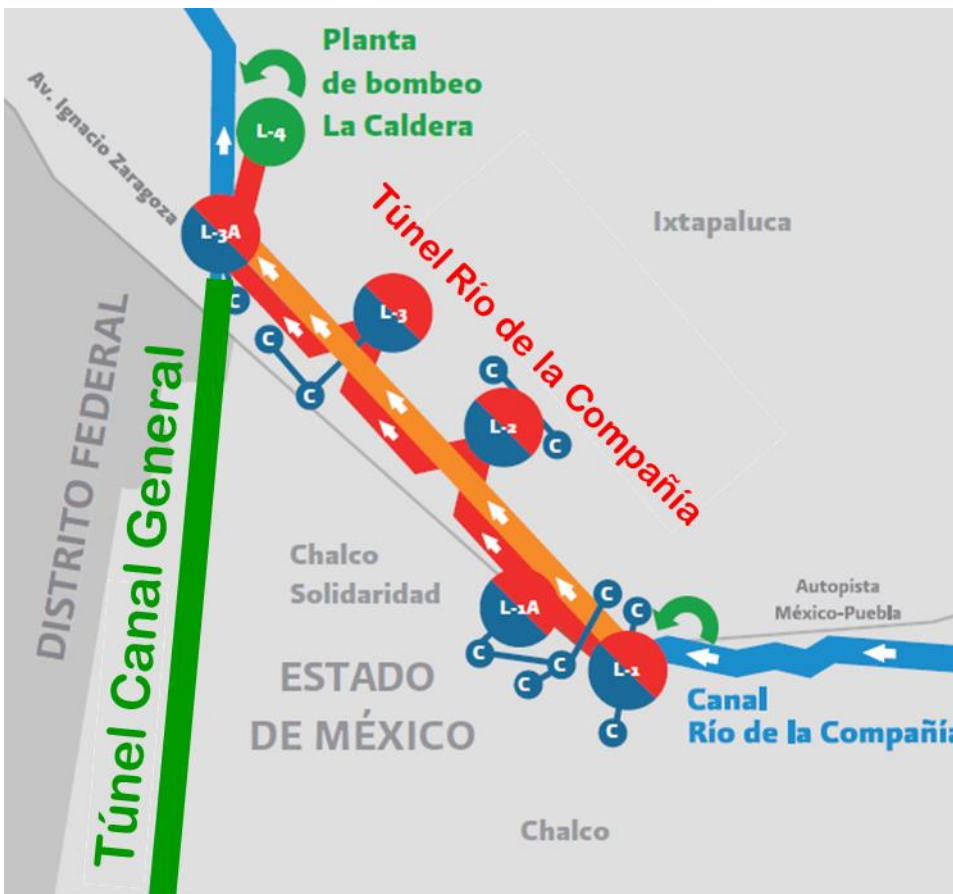 Planta
de bombeo
La Caldera
L-4
Av. Ignacio Zaragoza
L-3A
Túnel Río de la Compañía
Ixtapaluca
C
L-3
C
C
C
L-2
C
DISTRITO FEDERAL
Túnel Canal General
Chalco
Solidaridad
L-1A
C
C
Autopista
México-Puebla
C
C
C
L-1
C
ESTADO
DE MÉXICO
Canal
Río de la Compañía
Chalco